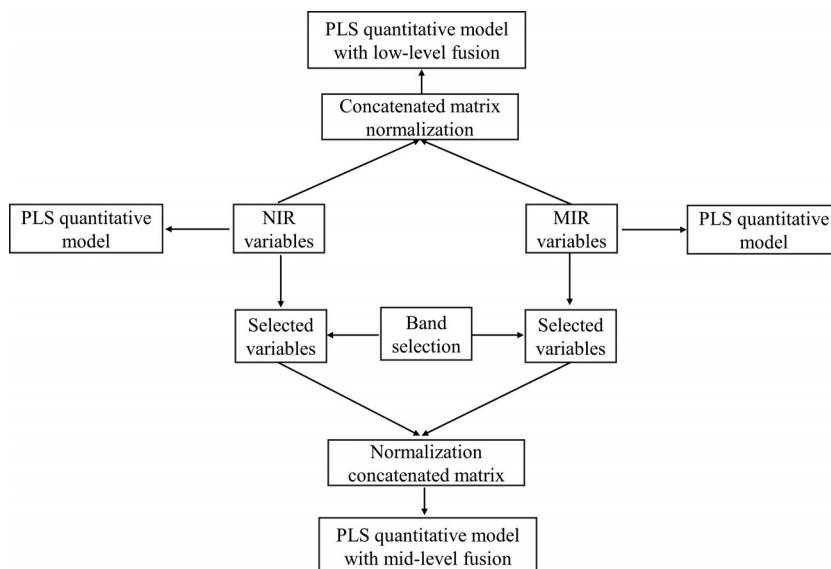 PLS quantitative model
with low-level fusion
Concatenated matrix
normalization
PLS quantitative
model
NIR
variables
MIR
variables
PLS quantitative
model
Selected
variables
Band
selection
Selected
variables
Normalization
concatenated matrix
PLS quantitative model
with mid-level fusion